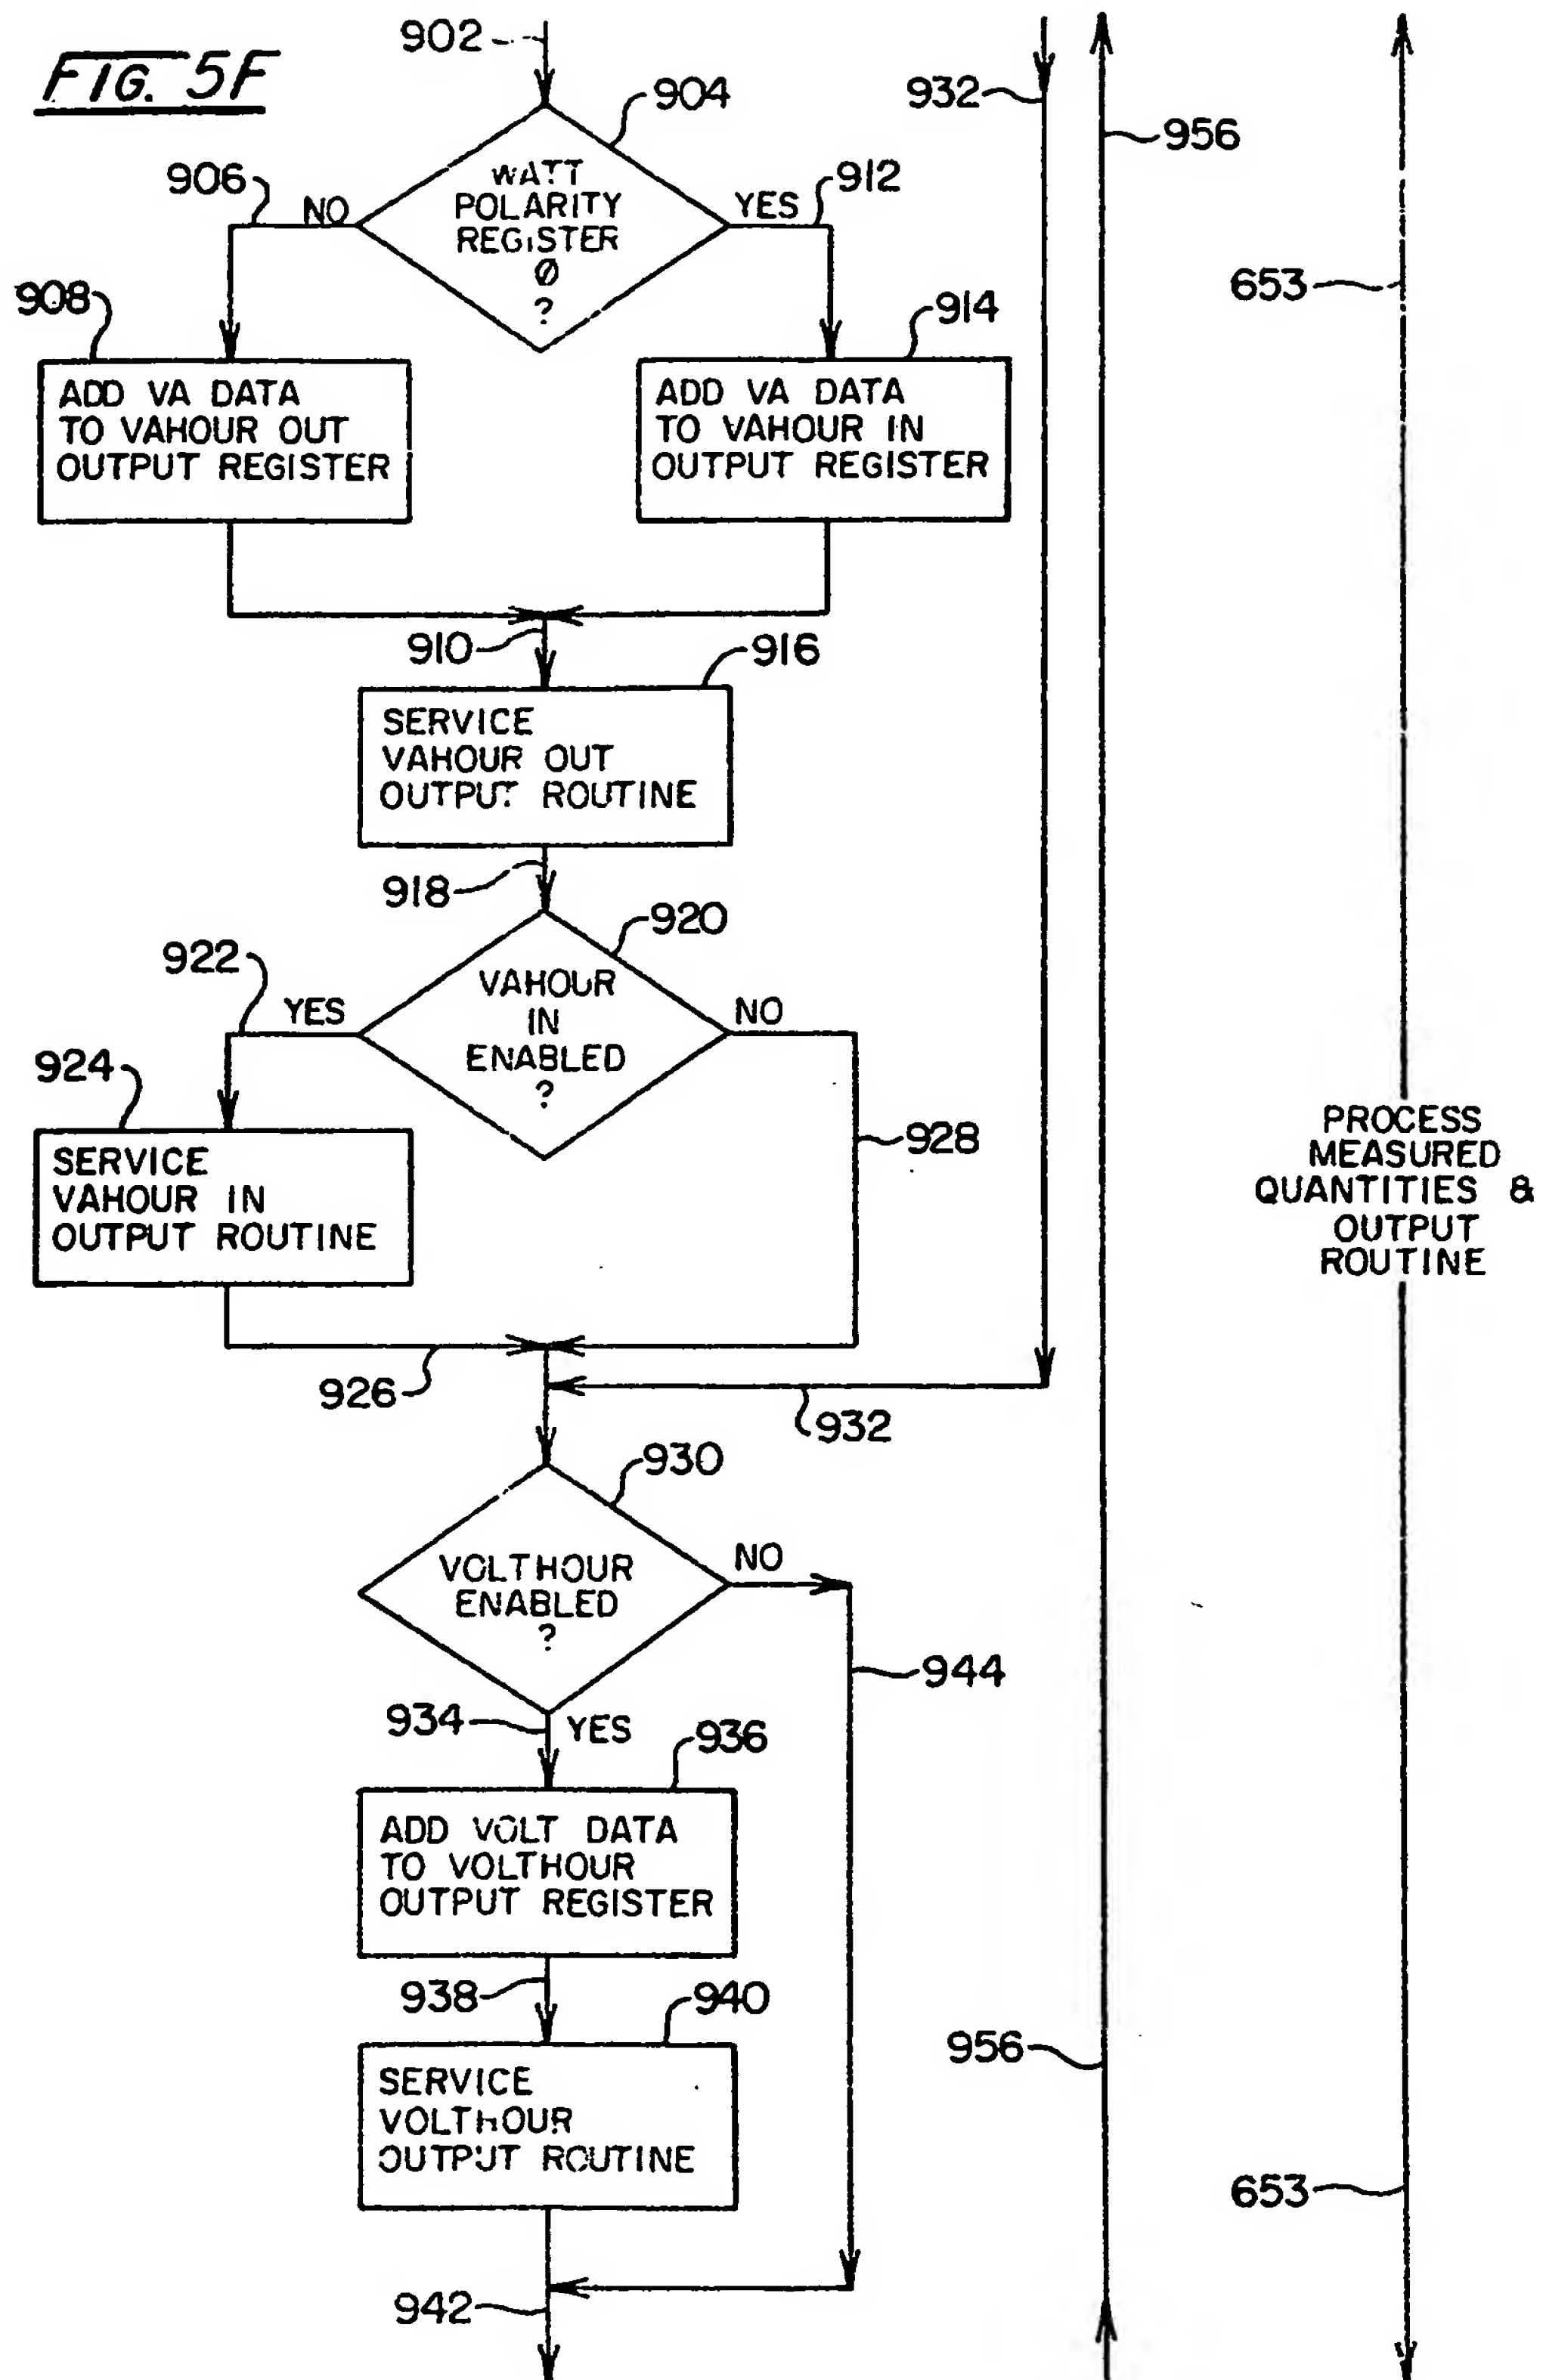 FIG. 5F
902
904
932
956
906
NO
WATT
POLARITY
REGISTER
Ø
?
YES
912
653
908
914
ADD VA DATA
TO VAHOUR OUT
OUTPUT REGISTER
ADD VA DATA
TO VAHOUR IN
OUTPUT REGISTER
910
916
SERVICE
VAHOUR OUT
OUTPUT ROUTINE
918
920
922
YES
VAHOUR
IN
ENABLED
?
NO
924
928
SERVICE
VAHOUR IN
OUTPUT ROUTINE
PROCESS
MEASURED
QUANTITIES &
OUTPUT
ROUTINE
926
932
930
VOLTHOUR
ENABLED
?
NO
944
934
YES
936
ADD VOLT DATA
TO VOLTHOUR
OUTPUT REGISTER
938
940
956
SERVICE
VOLTHOUR
OUTPUT ROUTINE
653
942